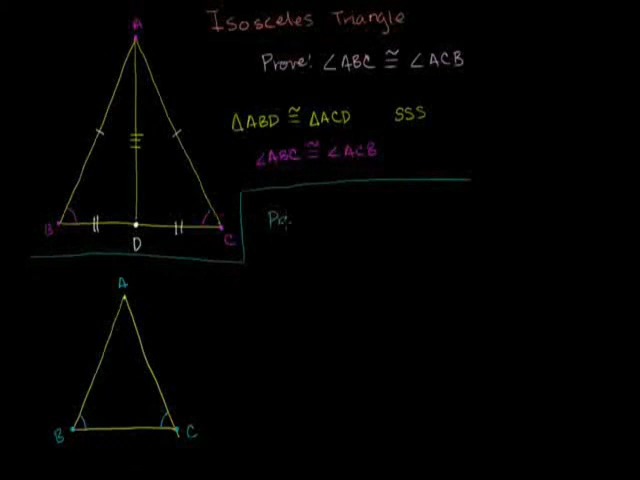 Isosceles Triangle
A
Prove: ∠ABC ≅ ∠ACB
ΔABD ≅ ΔACD SSS
∠ABC ≅ ∠ACB
B
D
C
A
B
C